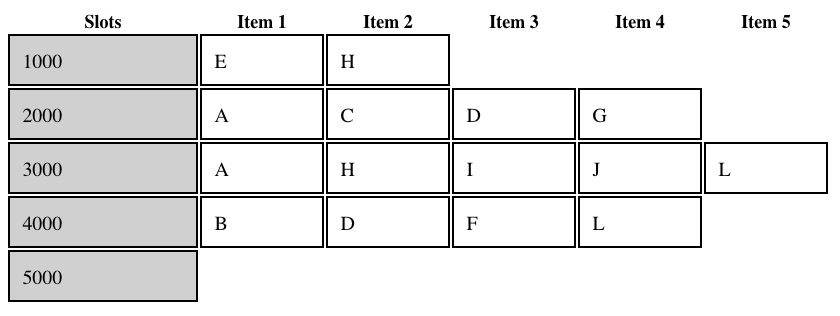 Slots Item 1 Item 2 Item 3 Item 4 Item 5
1000 E H
2000 A C D G
3000 A H I J L
4000 B D F L
5000